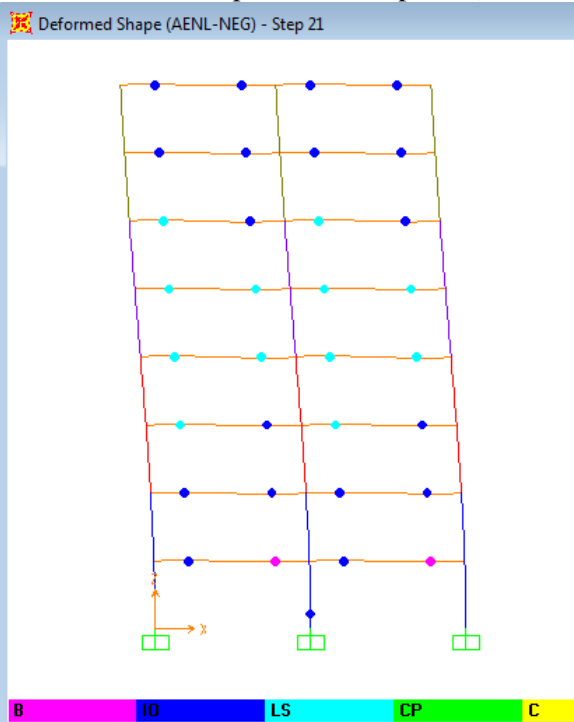 Deformed Shape (AENL-NEG) - Step 21
Z
X
B IO LS CP C